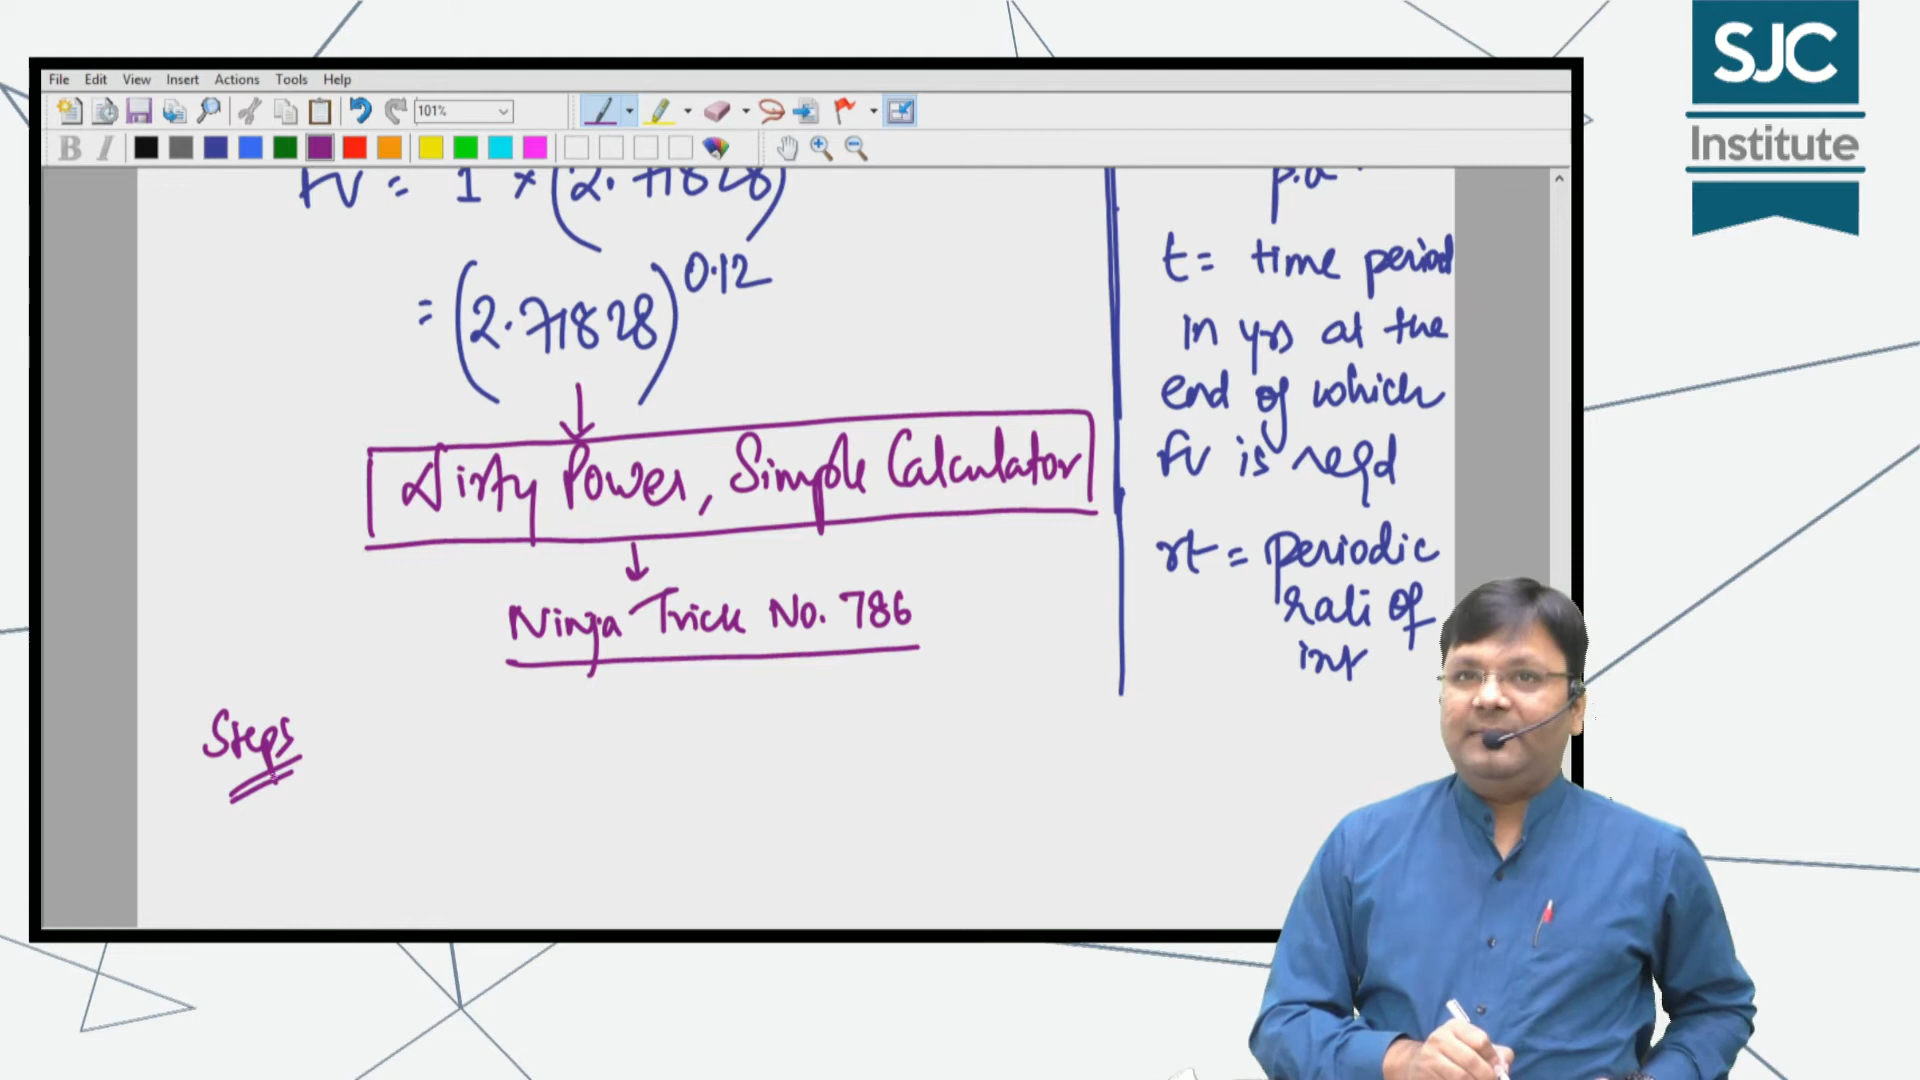 SJC
Institute
File Edit View Insert Actions Tools Help
101%
B I
FV = 1 × (2.71828)
= (2.71828)^0.12
Dirty Power, Simple Calculator
Ninja Trick No. 786
Steps
p.a
t = time period
in yrs at the
end of which
FV is reqd
rt = periodic
rate of
int